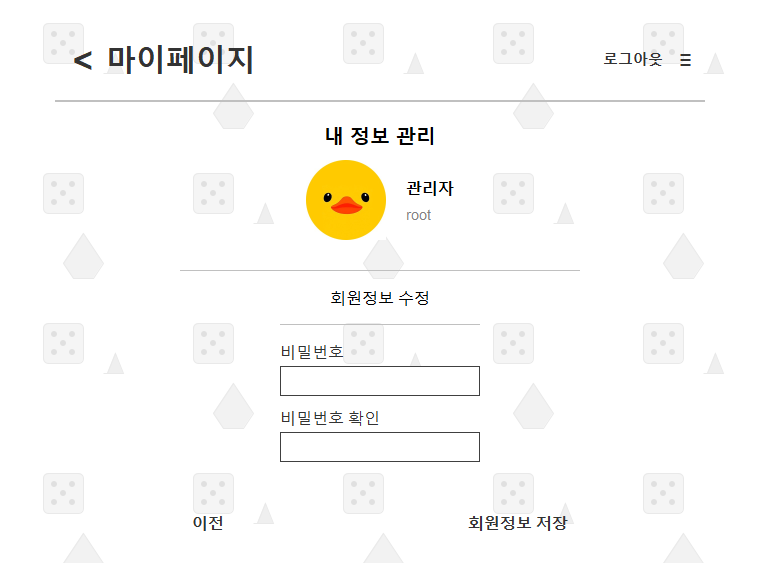 < 마이페이지
로그아웃 ☰
내 정보 관리
관리자
root
회원정보 수정
비밀번호
비밀번호 확인
이전
회원정보 저장